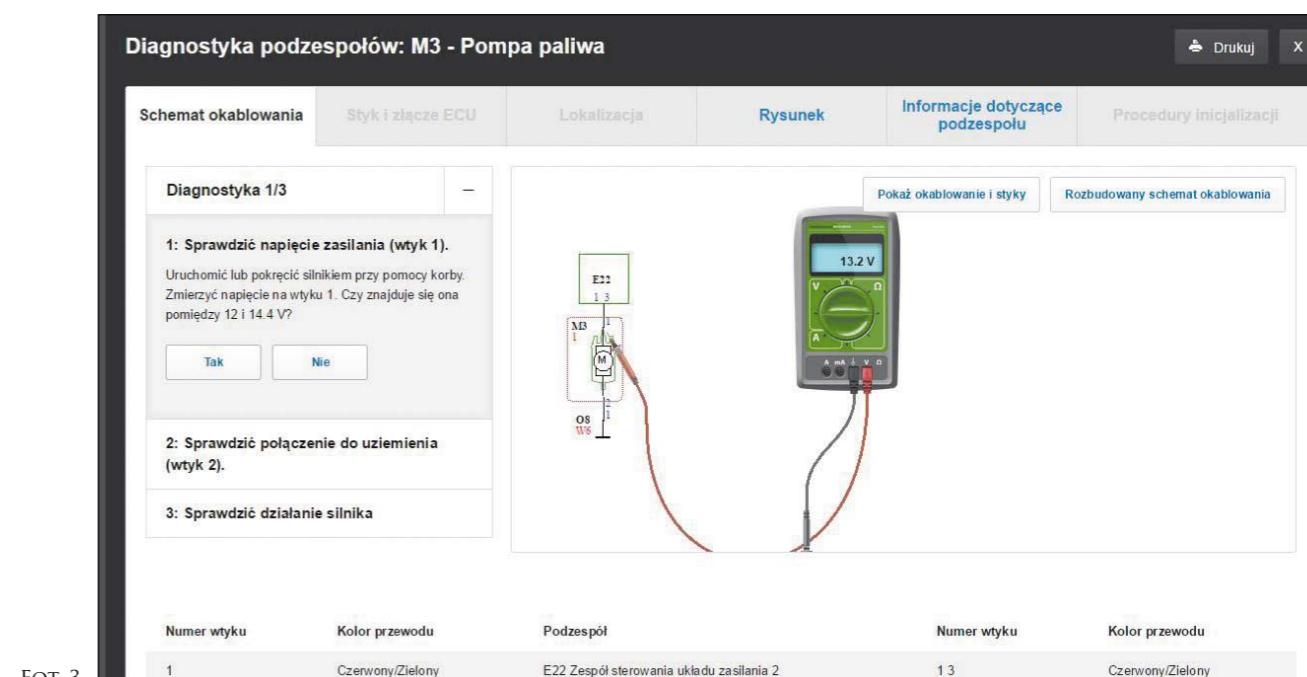 Diagnostyka podzespołów: M3 - Pompa paliwa
Drukuj
X
Schemat okablowania
Styk i złącze ECU
Lokalizacja
Rysunek
Informacje dotyczące
podzespołu
Procedury inicjalizacji
Diagnostyka 1/3
–
Pokaż okablowanie i styky
Rozbudowany schemat okablowania
1: Sprawdzić napięcie zasilania (wtyk 1).
Uruchomić lub pokręcić silnikiem przy pomocy korby.
Zmierzyć napięcie na wtyku 1. Czy znajduje się ona
pomiędzy 12 i 14.4 V?
Tak
Nie
2: Sprawdzić połączenie do uziemienia
(wtyk 2).
3: Sprawdzić działanie silnika
E22
1 3
M3
1
1
M
2
O8
1
W6
13.2 V
V
Ω
A
A mA V Ω
Numer wtyku
Kolor przewodu
Podzespół
Numer wtyku
Kolor przewodu
1
Czerwony/Zielony
E22 Zespół sterowania układu zasilania 2
1 3
Czerwony/Zielony
Fot. 3